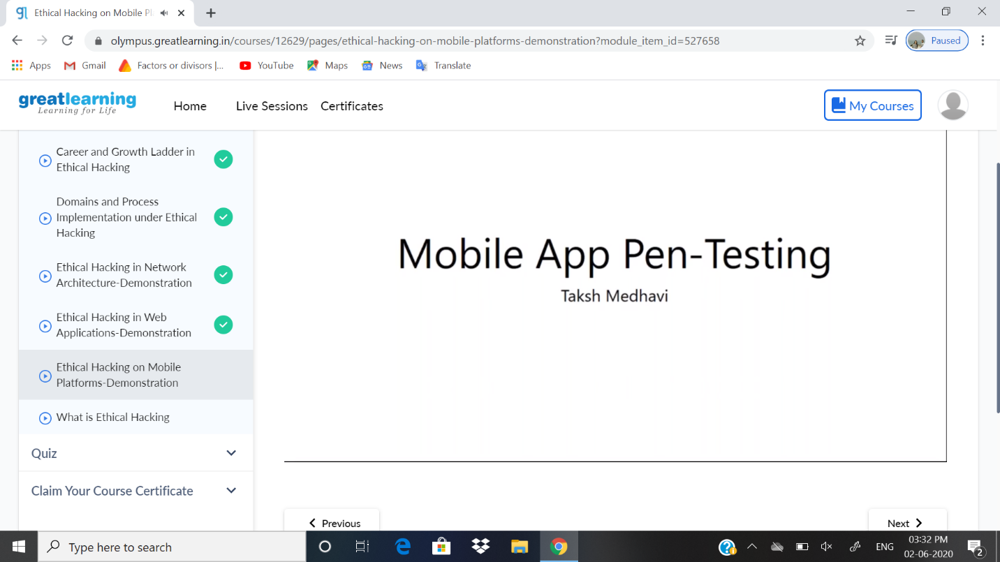 gl Ethical Hacking on Mobile Pl
olympus.greatlearning.in/courses/12629/pages/ethical-hacking-on-mobile-platforms-demonstration?module_item_id=527658
Paused
Apps Gmail Factors or divisors |... YouTube Maps News Translate
greatlearning
Learning for Life
Home Live Sessions Certificates My Courses
Career and Growth Ladder in
Ethical Hacking
Domains and Process
Implementation under Ethical
Hacking
Ethical Hacking in Network
Architecture-Demonstration
Ethical Hacking in Web
Applications-Demonstration
Ethical Hacking on Mobile
Platforms-Demonstration
What is Ethical Hacking
Quiz
Claim Your Course Certificate
Mobile App Pen-Testing
Taksh Medhavi
Previous Next
Type here to search
ENG
03:32 PM
02-06-2020
2